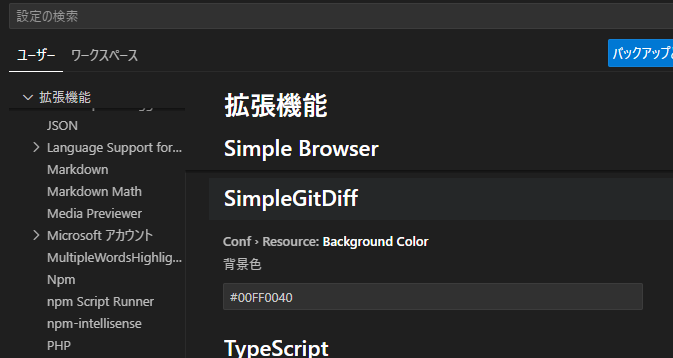 設定の検索
ユーザー
ワークスペース
バックアップ
拡張機能
JSON
Language Support for...
Markdown
Markdown Math
Media Previewer
Microsoft アカウント
MultipleWordsHighlig...
Npm
npm Script Runner
npm-intellisense
PHP
拡張機能
Simple Browser
SimpleGitDiff
Conf › Resource: Background Color
背景色
#00FF0040
TypeScript